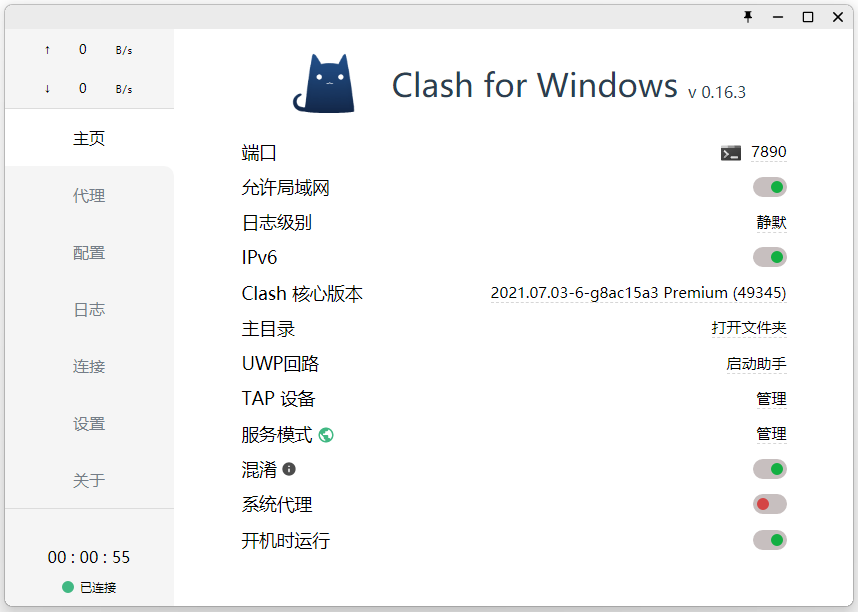 ↑ 0 B/s
↓ 0 B/s
主页
代理
配置
日志
连接
设置
关于
00 : 00 : 55
已连接
Clash for Windows v 0.16.3
端口 7890
允许局域网
日志级别 静默
IPv6
Clash 核心版本 2021.07.03-6-g8ac15a3 Premium (49345)
主目录 打开文件夹
UWP回路 启动助手
TAP 设备 管理
服务模式 管理
混淆
系统代理
开机时运行